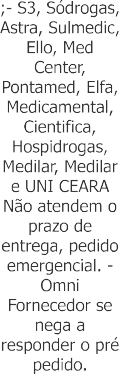 ;- S3, Sódrogas,
Astra, Sulmedic,
Ello, Med
Center,
Pontamed, Elfa,
Medicamental,
Cientifica,
Hospidrogas,
Medilar, Medilar
e UNI CEARA
Não atendem o
prazo de
entrega, pedido
emergencial. -
Omni
Fornecedor se
nega a
responder o pré
pedido.